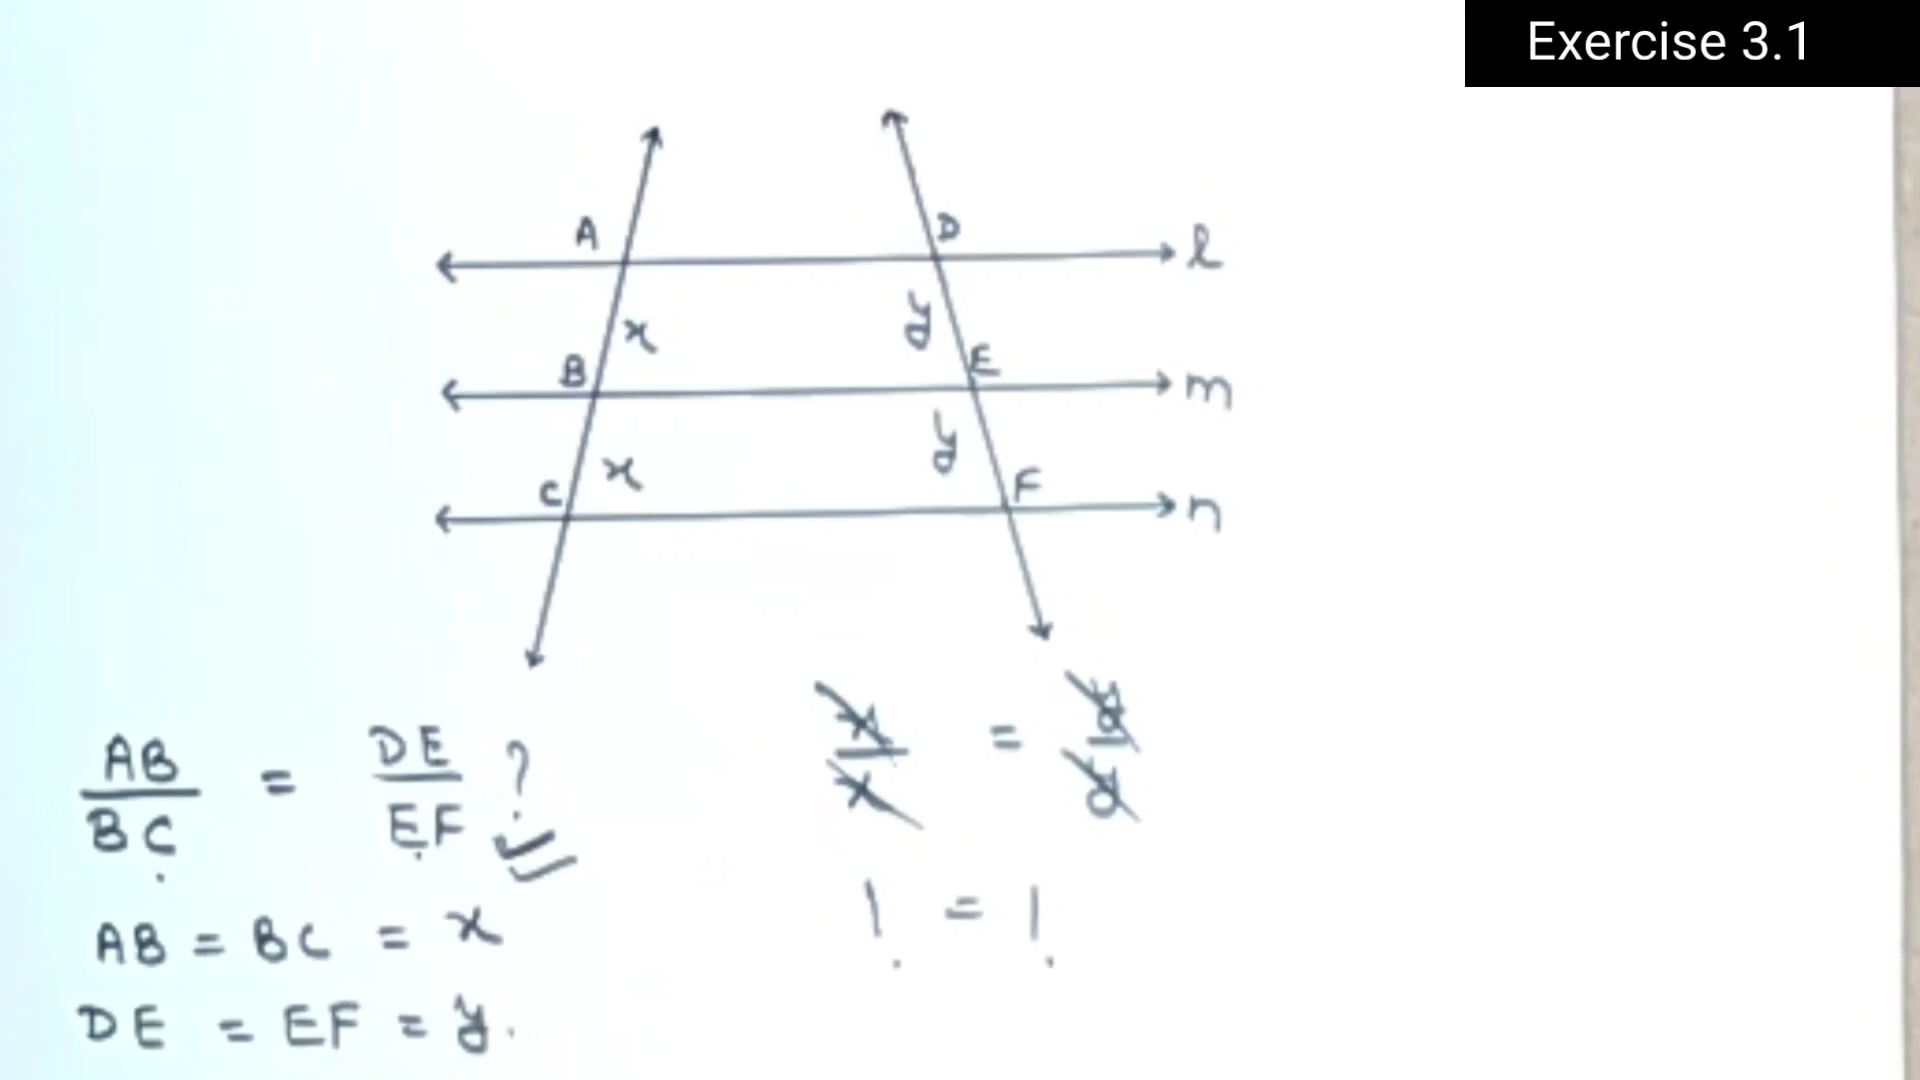 Exercise 3.1
A D l
x y
B E m
x y
C F n
AB/BC = DE/EF ?
x/x = y/y
AB = BC = x
1 = 1
DE = EF = y.